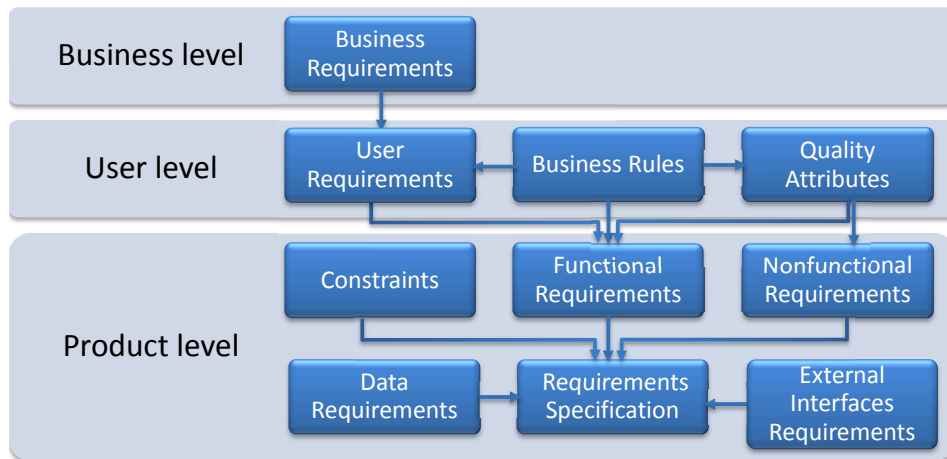 Business level
Business
Requirements
User level
User
Requirements
Business Rules
Quality
Attributes
Product level
Constraints
Functional
Requirements
Nonfunctional
Requirements
Data
Requirements
Requirements
Specification
External
Interfaces
Requirements